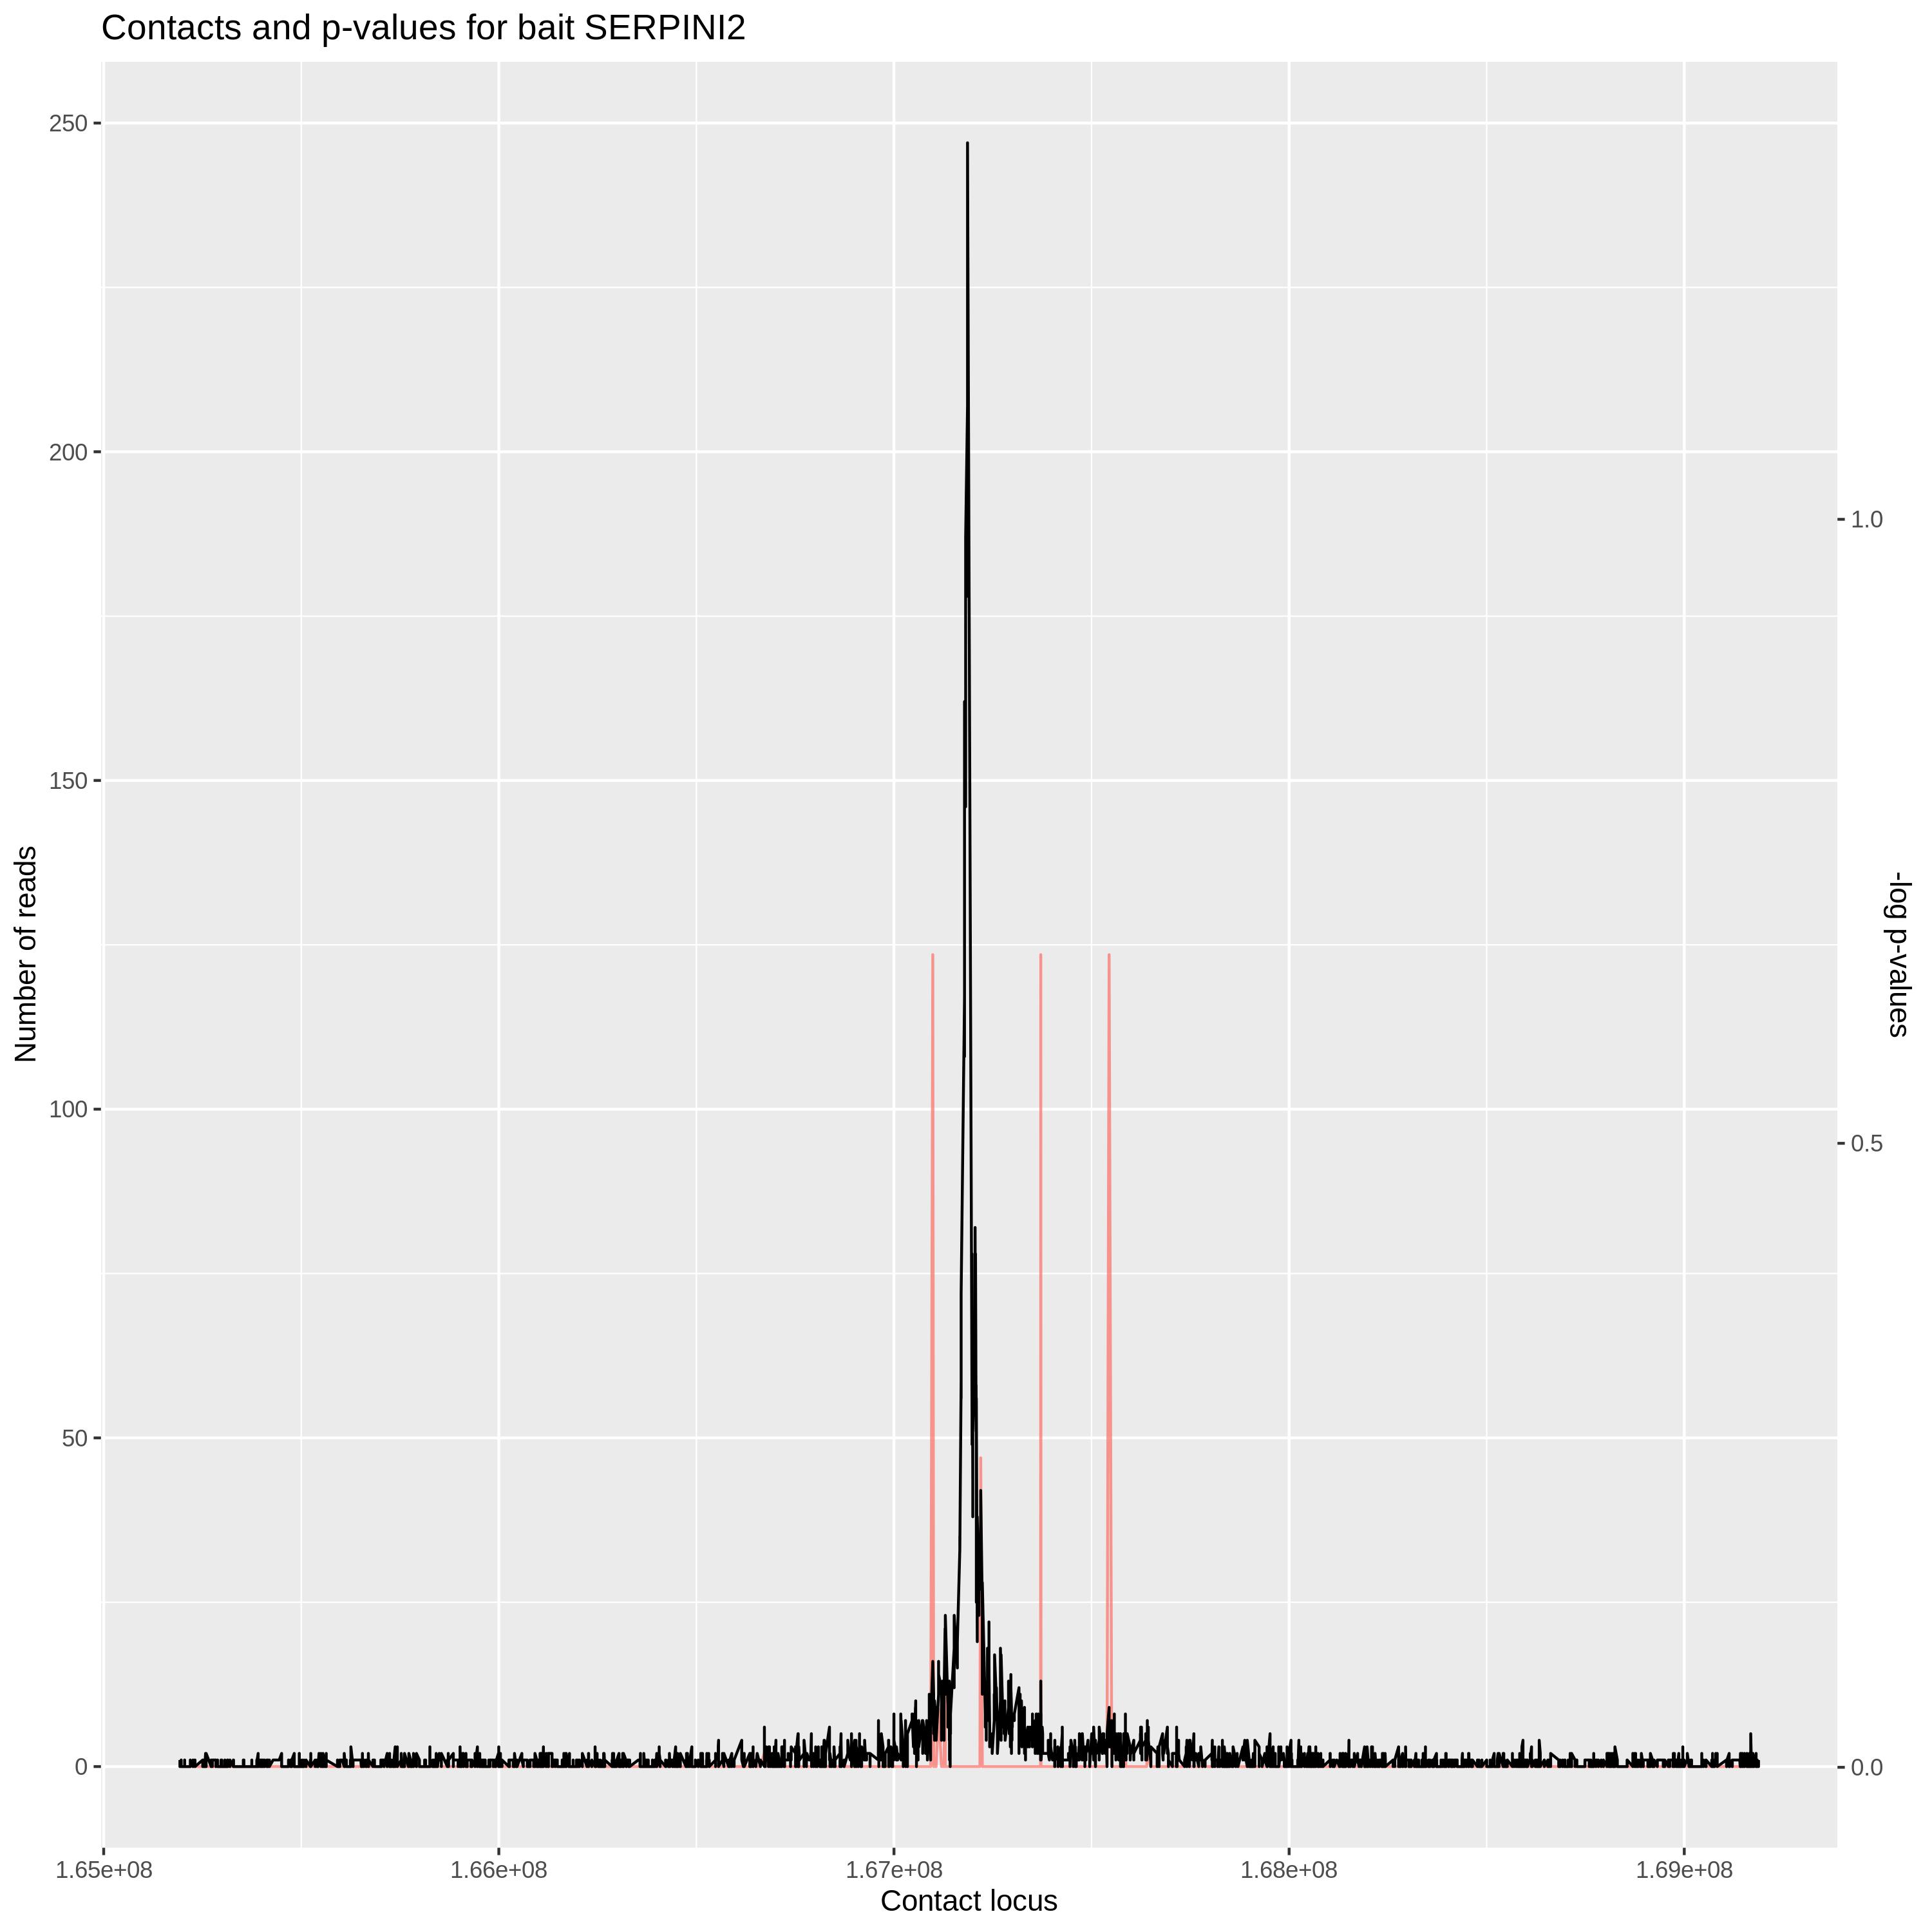 Contacts and p-values for bait SERPINI2
250
200
150
100
50
0
Number of reads
1.0
0.5
0.0
-log p-values
1.65e+08
1.66e+08
1.67e+08
1.68e+08
1.69e+08
Contact locus